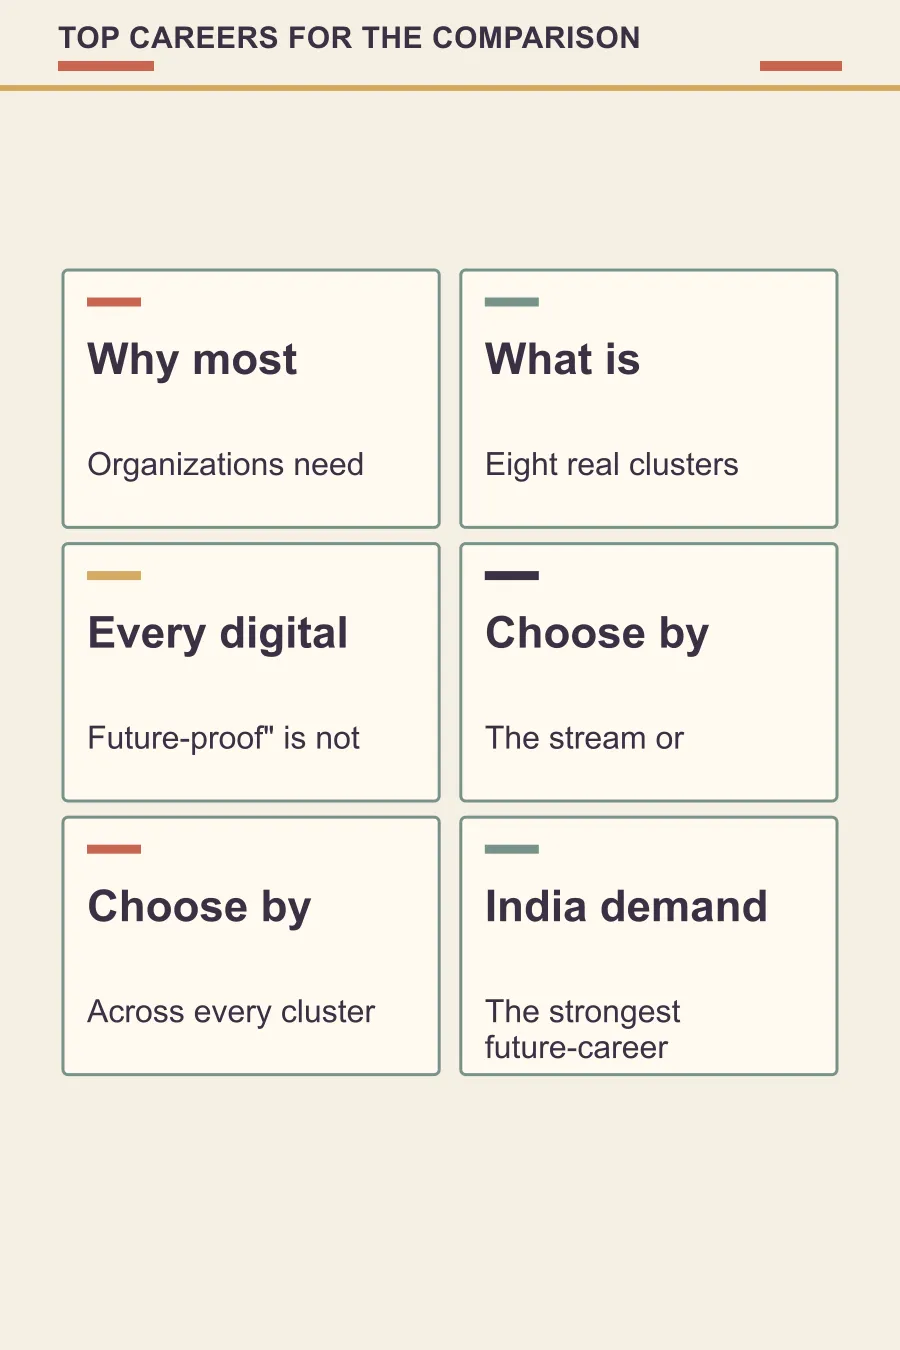 TOP CAREERS FOR THE COMPARISON
Why most
Organizations need
What is
Eight real clusters
Every digital
Future-proof" is not
Choose by
The stream or
Choose by
Across every cluster
India demand
The strongest
future-career